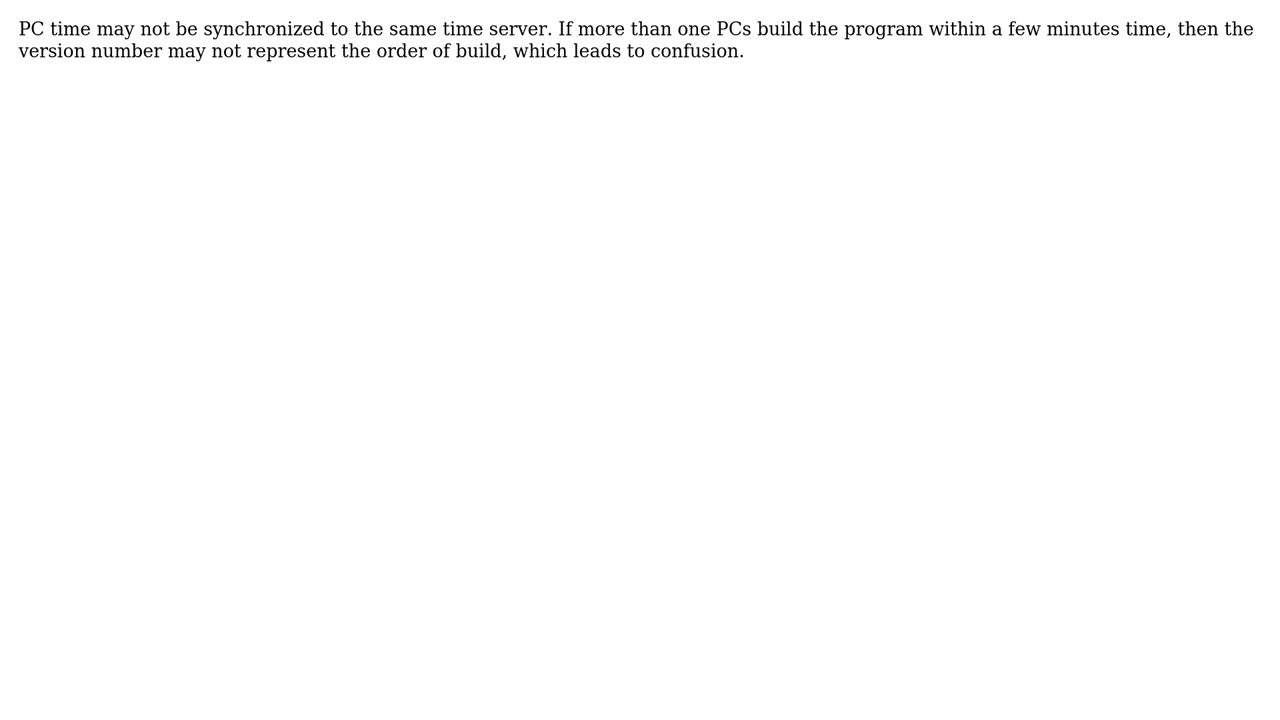 PC time may not be synchronized to the same time server. If more than one PCs build the program within a few minutes time, then the
version number may not represent the order of build, which leads to confusion.